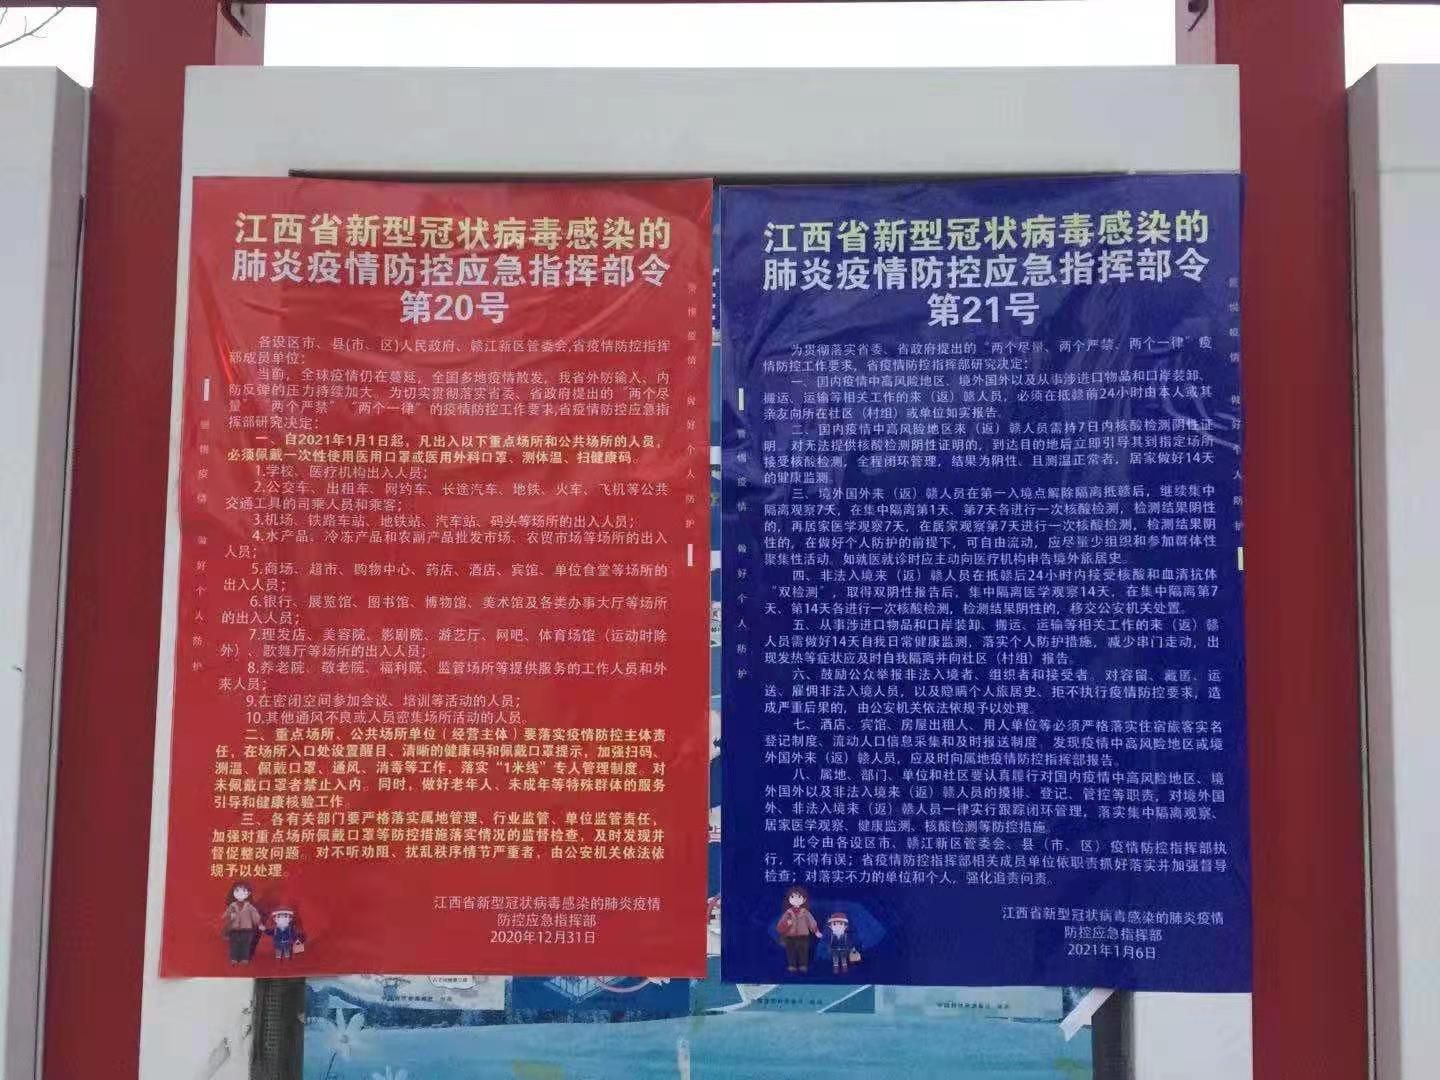 江西省新型冠状病毒感染的
肺炎疫情防控应急指挥部令
第20号
各设区市、县(市、区)人民政府、赣江新区管委会,省疫情防控指挥
部成员单位:
当前，全球疫情仍在蔓延，全国多地疫情散发，我省外防输入、内
防反弹的压力持续加大。为切实贯彻落实省委、省政府提出的“两个尽
量”“两个严禁”“两个一律”的疫情防控工作要求,省疫情防控应急指
挥部研究决定:
一、自2021年1月1日起，凡出入以下重点场所和公共场所的人员，
必须佩戴一次性使用医用口罩或医用外科口罩、测体温、扫健康码。
1.学校、医疗机构出入人员；
2.公交车、出租车、网约车、长途汽车、地铁、火车、飞机等公共
交通工具的司乘人员和乘客；
3.机场、铁路车站、地铁站、汽车站、码头等场所的出入人员；
4.水产品、冷冻产品和农副产品批发市场、农贸市场等场所的出入
人员；
5.商场、超市、购物中心、药店、酒店、宾馆、单位食堂等场所的
出入人员；
6.银行、展览馆、图书馆、博物馆、美术馆及各类办事大厅等场所
的出入人员；
7.理发店、美容院、影剧院、游艺厅、网吧、体育场馆（运动时除
外）、歌舞厅等场所的出入人员；
8.养老院、敬老院、福利院、监管场所等提供服务的工作人员和外
来人员；
9.在密闭空间参加会议、培训等活动的人员；
10.其他通风不良或人员密集场所活动的人员。
二、重点场所、公共场所单位（经营主体）要落实疫情防控主体责
任，在场所入口处设置醒目、清晰的健康码和佩戴口罩提示，加强扫码、
测温、佩戴口罩、通风、消毒等工作，落实“1米线”专人管理制度。对
未佩戴口罩者禁止入内。同时，做好老年人、未成年等特殊群体的服务
引导和健康核验工作。
三、各有关部门要严格落实属地管理、行业监管、单位监管责任，
加强对重点场所佩戴口罩等防控措施落实情况的监督检查，及时发现并
督促整改问题。对不听劝阻、扰乱秩序情节严重者，由公安机关依法依
规予以处理。
江西省新型冠状病毒感染的肺炎疫情
防控应急指挥部
2020年12月31日
警惕疫情 做好个人防护
警惕疫情 做好个人防护
江西省新型冠状病毒感染的
肺炎疫情防控应急指挥部令
第21号
为贯彻落实省委、省政府提出的“两个尽量、两个严禁、两个一律”疫
情防控工作要求，省疫情防控指挥部研究决定：
一、国内疫情中高风险地区、境外国外以及从事涉进口物品和口岸装卸、
搬运、运输等相关工作的来（返）赣人员，必须在抵赣前24小时由本人或其
亲友向所在社区（村组）或单位如实报告。
二、国内疫情中高风险地区来（返）赣人员需持7日内核酸检测阴性证
明。对无法提供核酸检测阴性证明的，到达目的地后立即引导其到指定场所
接受核酸检测，全程闭环管理，结果为阴性、且测温正常者，居家做好14天
的健康监测。
三、境外国外来（返）赣人员在第一入境点解除隔离抵赣后，继续集中
隔离观察7天，在集中隔离第1天、第7天各进行一次核酸检测，检测结果阴性
的，再居家医学观察7天，在居家观察第7天进行一次核酸检测，检测结果阴
性的，在做好个人防护的前提下，可自由流动，应尽量少组织和参加群体性
聚集性活动。如就医就诊时应主动向医疗机构申告境外旅居史。
四、非法入境来（返）赣人员在抵赣后24小时内接受核酸和血清抗体
“双检测”，取得双阴性报告后，集中隔离医学观察14天，在集中隔离第7
天、第14天各进行一次核酸检测，检测结果阴性的，移交公安机关处置。
五、从事涉进口物品和口岸装卸、搬运、运输等相关工作的来（返）赣
人员需做好14天自我日常健康监测，落实个人防护措施，减少串门走动，出
现发热等症状应及时自我隔离并向社区（村组）报告。
六、鼓励公众举报非法入境者、组织者和接受者。对容留、藏匿、运
送、雇佣非法入境人员，以及隐瞒个人旅居史、拒不执行疫情防控要求，造
成严重后果的，由公安机关依法依规予以处理。
七、酒店、宾馆、房屋出租人、用人单位等必须严格落实住宿旅客实名
登记制度、流动人口信息采集和及时报送制度，发现疫情中高风险地区或境
外国外来（返）赣人员，应及时向属地疫情防控指挥部报告。
八、属地、部门、单位和社区要认真履行对国内疫情中高风险地区、境
外国外以及非法入境来（返）赣人员的摸排、登记、管控等职责，对境外国
外、非法入境来（返）赣人员一律实行跟踪闭环管理，落实集中隔离观察、
居家医学观察、健康监测、核酸检测等防控措施。
此令由各设区市、赣江新区管委会、县（市、区）疫情防控指挥部执
行，不得有误；省疫情防控指挥部相关成员单位依职责抓好落实并加强督导
检查；对落实不力的单位和个人，强化追责问责。
江西省新型冠状病毒感染的肺炎疫情
防控应急指挥部
2021年1月6日
警惕疫情 做好个人防护
警惕疫情 做好个人防护